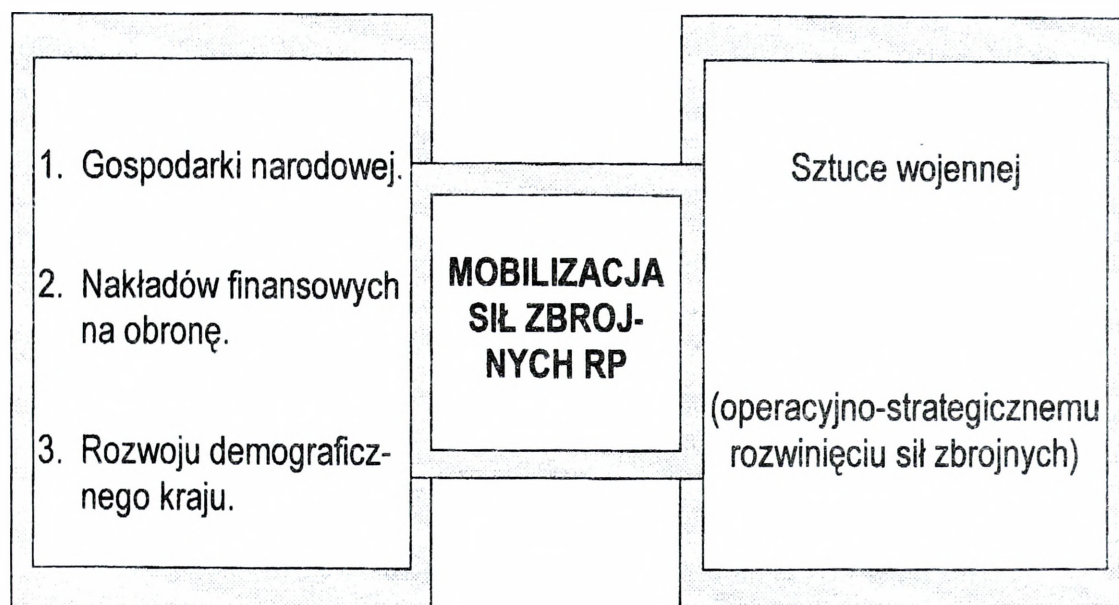 1. Gospodarki narodowej.
2. Nakładów finansowych
na obronę.
3. Rozwoju demograficz-
nego kraju.
MOBILIZACJA
SIŁ ZBROJ-
NYCH RP
Sztuce wojennej
(operacyjno-strategicznemu
rozwinięciu sił zbrojnych)